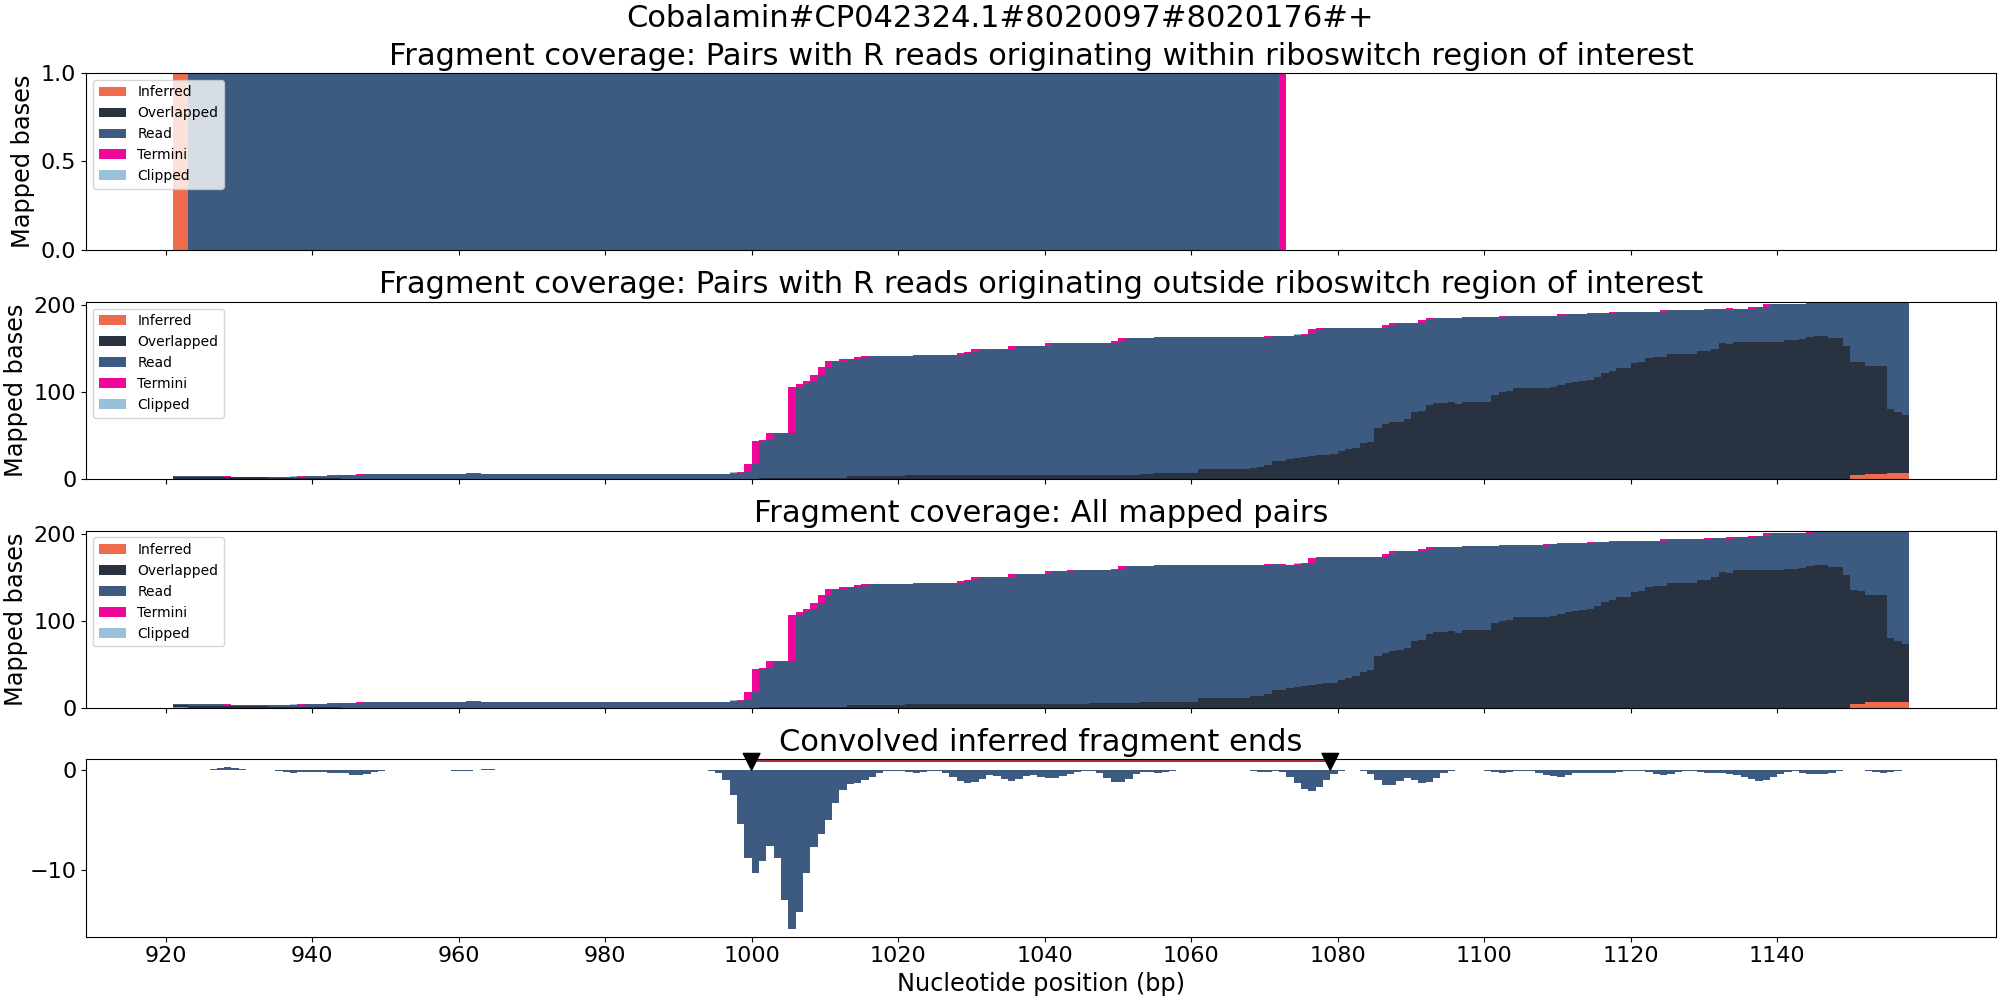 Cobalamin#CP042324.1#8020097#8020176#+
Fragment coverage: Pairs with R reads originating within riboswitch region of interest
Mapped bases
1.0
0.5
0.0
Inferred
Overlapped
Read
Termini
Clipped
Fragment coverage: Pairs with R reads originating outside riboswitch region of interest
Mapped bases
200
100
0
Inferred
Overlapped
Read
Termini
Clipped
Fragment coverage: All mapped pairs
Mapped bases
200
100
0
Inferred
Overlapped
Read
Termini
Clipped
Convolved inferred fragment ends
0
−10
920 940 960 980 1000 1020 1040 1060 1080 1100 1120 1140
Nucleotide position (bp)